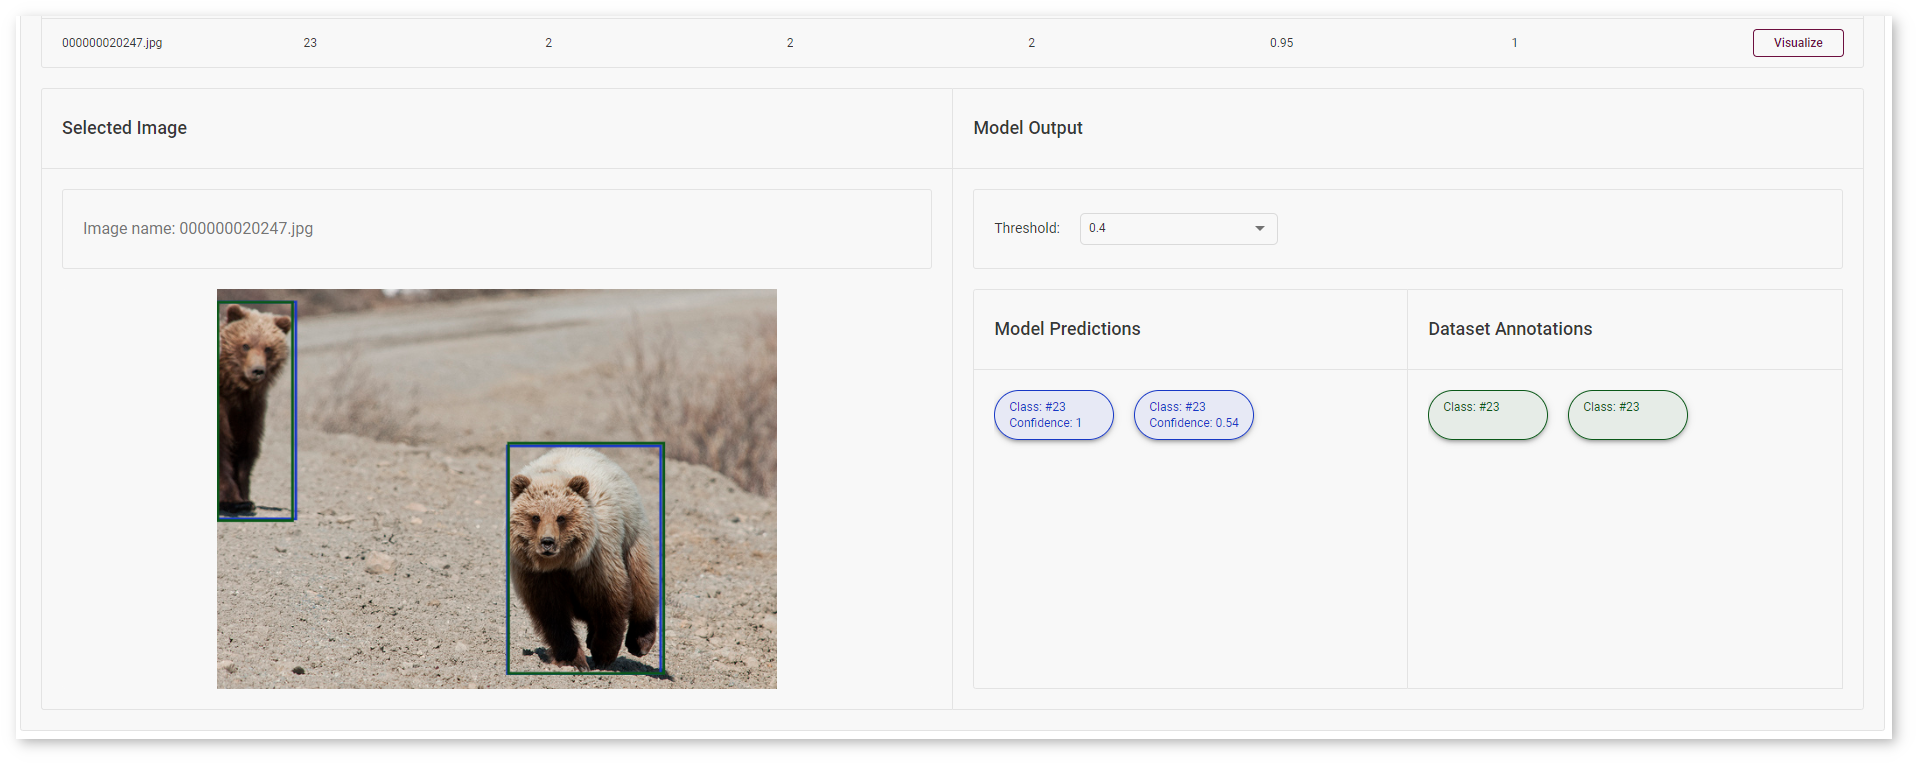 000000020247.jpg 23 2 2 2 0.95 1 Visualize
Selected Image
Model Output
Image name: 000000020247.jpg
Threshold: 0.4
Model Predictions
Dataset Annotations
Class: #23
Confidence: 1
Class: #23
Confidence: 0.54
Class: #23
Class: #23